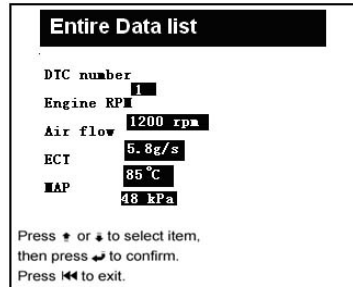 Entire Data list
DTC number
1
Engine RPM
1200 rpm
Air flow
5.8g/s
ECT
85°C
MAP
48 kPa
Press ⬆ or ⬇ to select item,
then press ↵ to confirm.
Press ⏮ to exit.